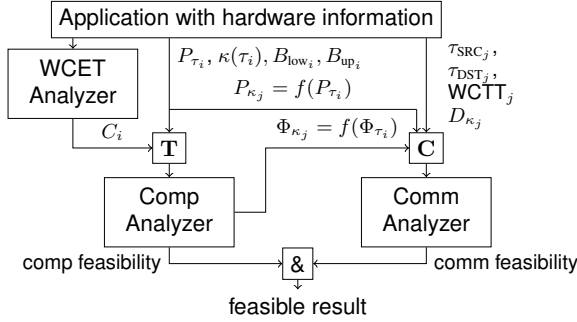 Application with hardware information
P_{τ_i}, κ(τ_i), B_{low_i}, B_{up_i}
τ_{SRC_j},
τ_{DST_j},
WCTT_j
D_{κ_j}
WCET
Analyzer
P_{κ_j} = f(P_{τ_i})
C_i
Φ_{κ_j} = f(Φ_{τ_i})
T
C
Comp
Analyzer
Comm
Analyzer
comp feasibility
&
comm feasibility
feasible result